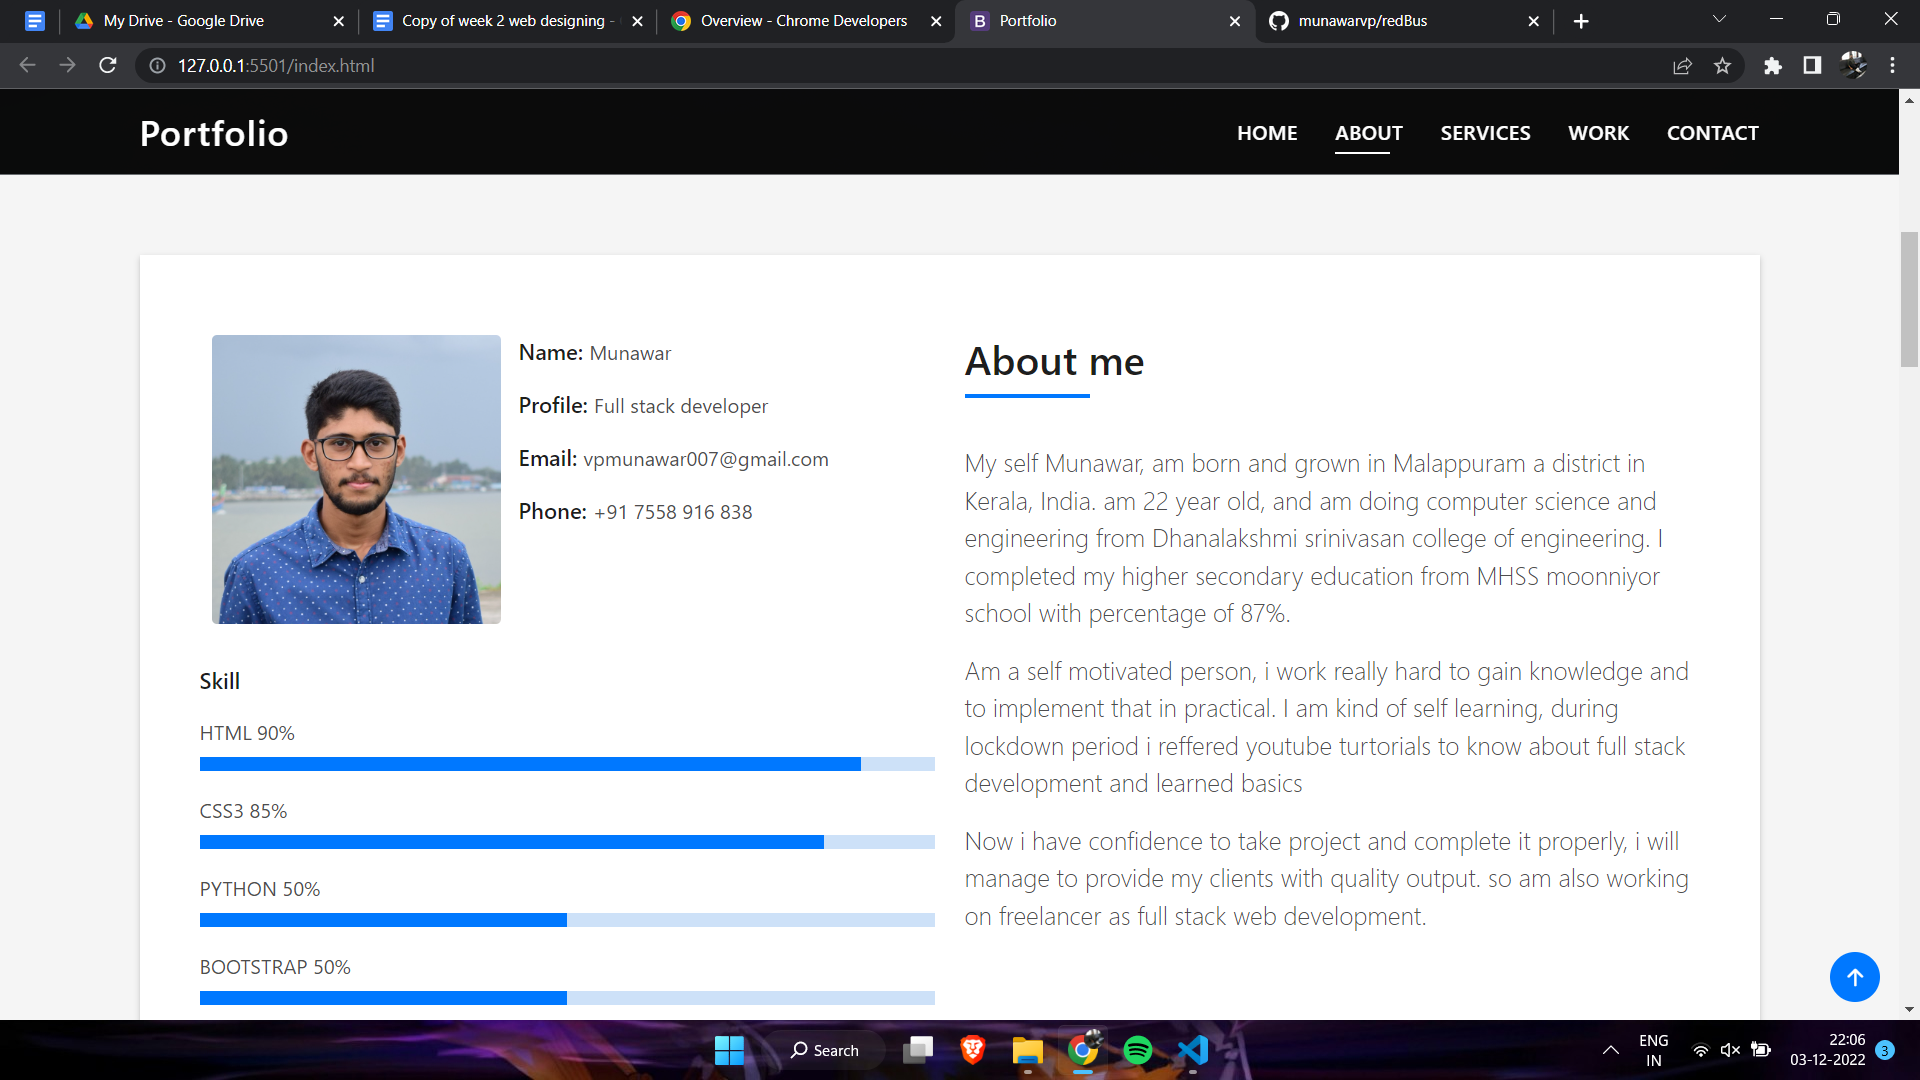 My Drive - Google Drive
Copy of week 2 web designing -
Overview - Chrome Developers
Portfolio
munawarvp/redBus
127.0.0.1:5501/index.html
Portfolio
HOME ABOUT SERVICES WORK CONTACT
Name: Munawar
Profile: Full stack developer
Email: vpmunawar007@gmail.com
Phone: +91 7558 916 838
Skill
HTML 90%
CSS3 85%
PYTHON 50%
BOOTSTRAP 50%
About me
My self Munawar, am born and grown in Malappuram a district in
Kerala, India. am 22 year old, and am doing computer science and
engineering from Dhanalakshmi srinivasan college of engineering. I
completed my higher secondary education from MHSS moonniyor
school with percentage of 87%.
Am a self motivated person, i work really hard to gain knowledge and
to implement that in practical. I am kind of self learning, during
lockdown period i reffered youtube turtorials to know about full stack
development and learned basics
Now i have confidence to take project and complete it properly, i will
manage to provide my clients with quality output. so am also working
on freelancer as full stack web development.
Search
ENG
IN
22:06
03-12-2022
3